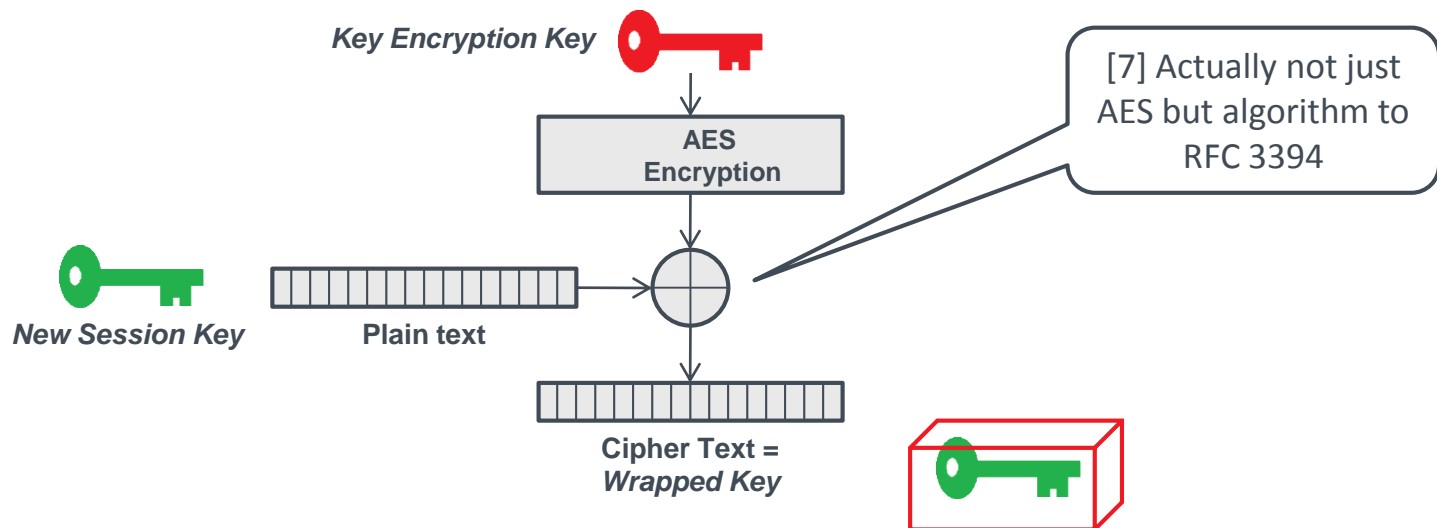 Key Encryption Key
[7] Actually not just
AES but algorithm to
RFC 3394
AES
Encryption
New Session Key
Plain text
Cipher Text =
Wrapped Key